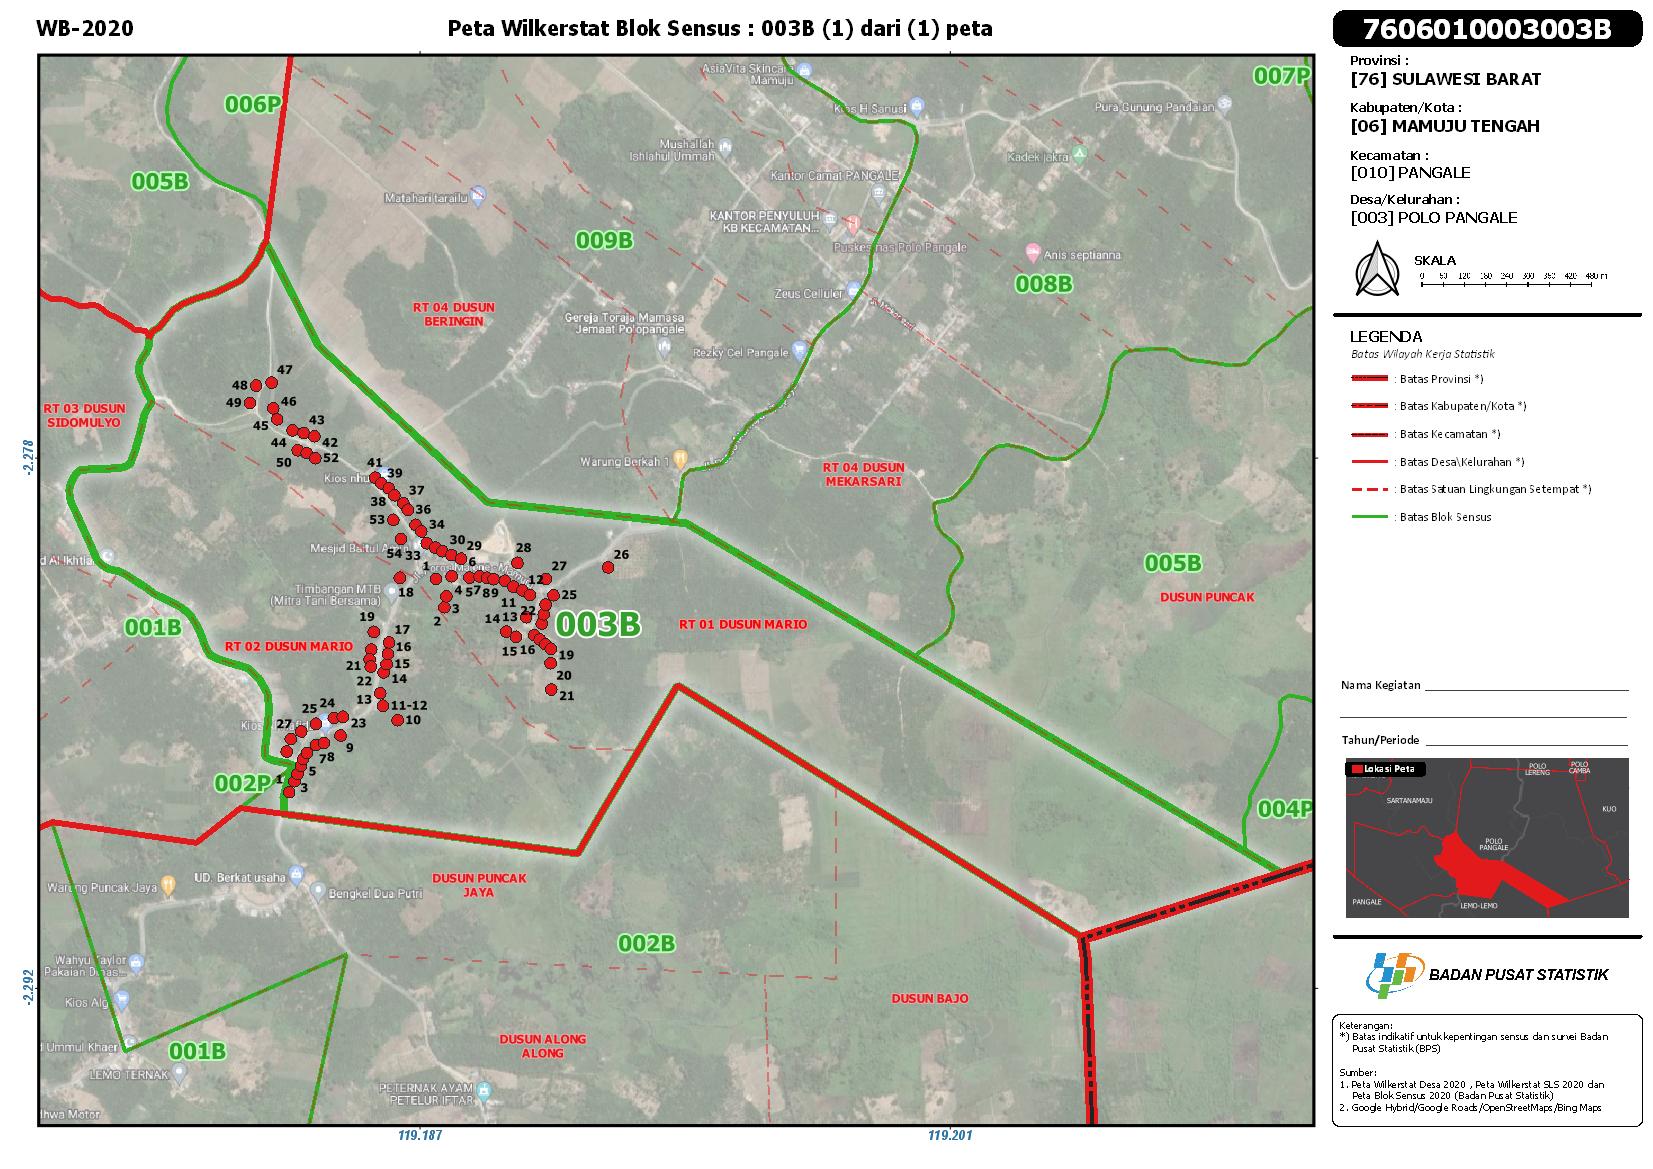 WB-2020
Peta Wilkerstat Blok Sensus : 003B (1) dari (1) peta
7606010003003B
Provinsi :
[76] SULAWESI BARAT
Kabupaten/Kota :
[06] MAMUJU TENGAH
Kecamatan :
[010] PANGALE
Desa/Kelurahan :
[003] POLO PANGALE
SKALA
0 60 120 180 240 300 360 420 480 m
LEGENDA
Batas Wilayah Kerja Statistik
: Batas Provinsi *)
: Batas Kabupaten/Kota *)
: Batas Kecamatan *)
: Batas Desa\Kelurahan *)
: Batas Satuan Lingkungan Setempat *)
: Batas Blok Sensus
Nama Kegiatan
Tahun/Periode
Lokasi Peta
POLO
LERENG
POLO
CAMBA
SARTANAMAJU
KUO
POLO
PANGALE
PANGALE
LEMO-LEMO
BADAN PUSAT STATISTIK
Keterangan:
*) Batas indikatif untuk kepentingan sensus dan survei Badan
Pusat Statistik (BPS)
Sumber:
1. Peta Wilkerstat Desa 2020 , Peta Wilkerstat SLS 2020 dan
Peta Blok Sensus 2020 (Badan Pusat Statistik)
2. Google Hybrid/Google Roads/OpenStreetMaps/Bing Maps
-2.278
-2.292
119.187
119.201
006P
007P
005B
009B
008B
AsiaVita Skincare
Mamuju
Kios H Sanusi
Pura Gunung Pandaian
Mushallah
Ishlahul Ummah
Kadek jakra
Kantor Camat PANGALE
Matahari tarailu
KANTOR PENYULUH
KB KECAMATAN...
Puskesmas Polo Pangale
Anis septianna
Zeus Celluler
RT 04 DUSUN
BERINGIN
Gereja Toraja Mamasa
Jemaat Polopangale
Rezky Cel Pangale
RT 03 DUSUN
SIDOMULYO
Warung Berkah 1
RT 04 DUSUN
MEKARSARI
48
47
49
46
45
43
44
42
50
52
41
39
38
37
36
53
34
54
33
30
29
28
27
26
25
1
6
4
5
7
8
9
12
11
3
2
18
14
13
22
15
16
19
20
21
19
17
16
15
21
22
14
13
11-12
10
25
24
23
27
9
7
8
5
1
3
Timbangan MTB
(Mitra Tani Bersama)
003B
005B
DUSUN PUNCAK
001B
RT 02 DUSUN MARIO
RT 01 DUSUN MARIO
002P
004P
DUSUN PUNCAK
JAYA
UD. Berkat usaha
Warung Puncak Jaya
Bengkel Dua Putri
002B
Wahyu Taylor
Pakaian Dinas...
Kios Alg
DUSUN BAJO
d Ummul Khaer
001B
DUSUN ALONG
ALONG
LEMO TERNAK
PETERNAK AYAM
PETELUR IFTAR